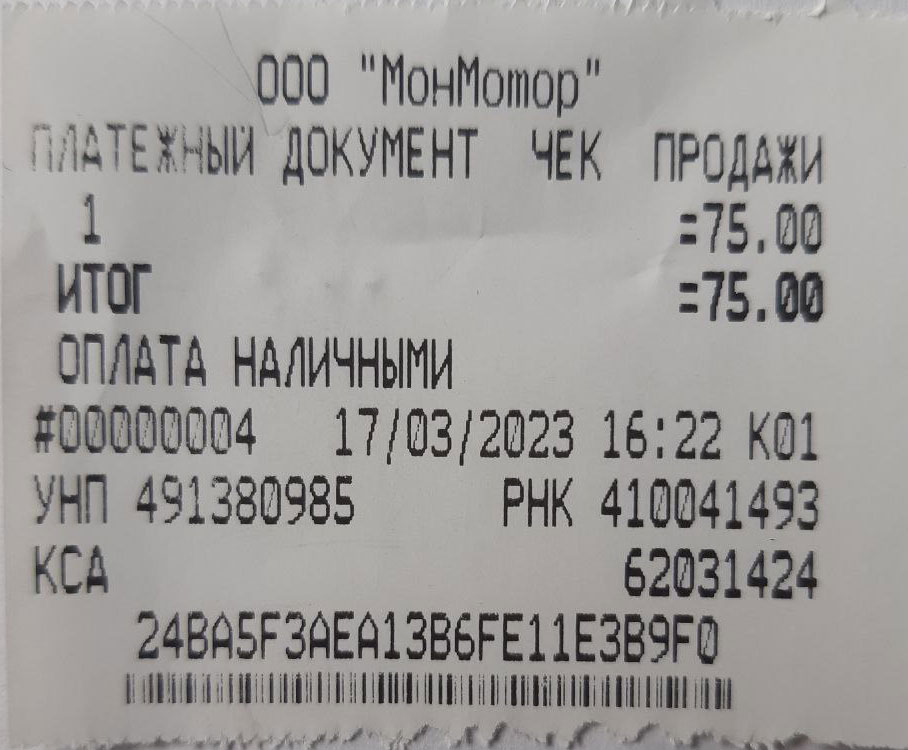 ООО "МонМотор"
ПЛАТЕЖНЫЙ ДОКУМЕНТ ЧЕК ПРОДАЖИ
1 =75.00
ИТОГ =75.00
ОПЛАТА НАЛИЧНЫМИ
#00000004 17/03/2023 16:22 К01
УНП 491380985 РНК 410041493
КСА 62031424
24BA5F3AEA13B6FE11E3B9F0